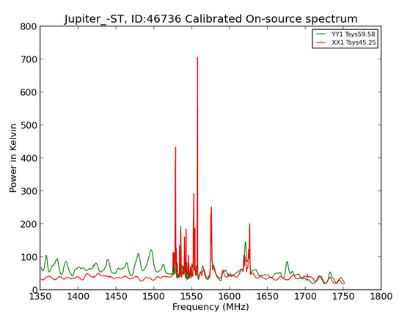 Jupiter_-ST, ID:46736 Calibrated On-source spectrum
YY1 Tsys59.58
XX1 Tsys45.25
Power in Kelvin
800
700
600
500
400
300
200
100
0
1350 1400 1450 1500 1550 1600 1650 1700 1750 1800
Frequency (MHz)